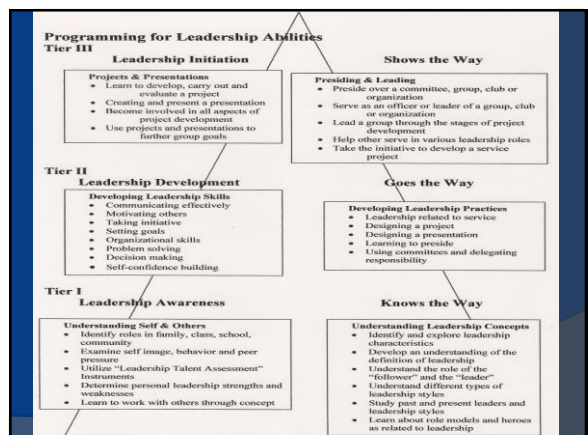 Programming for Leadership Abilities
Tier III
Leadership Initiation
Projects & Presentations
• Learn to develop, carry out and
evaluate a project
• Creating and present a presentation
• Become involved in all aspects of
project development
• Use projects and presentations to
further group goals
Shows the Way
Presiding & Leading
• Preside over a committee, group, club or
organization
• Serve as an officer or leader of a group, club
or organization
• Lead a group through the stages of project
development
• Help other serve in various leadership roles
• Take the initiative to develop a service
project
Tier II
Leadership Development
Developing Leadership Skills
• Communicating effectively
• Motivating others
• Taking initiative
• Setting goals
• Organizational skills
• Problem solving
• Decision making
• Self-confidence building
Goes the Way
Developing Leadership Practices
• Leadership related to service
• Designing a project
• Designing a presentation
• Learning to preside
• Using committees and delegating
responsibility
Tier I
Leadership Awareness
Understanding Self & Others
• Identify roles in family, class, school,
community
• Examine self image, behavior and peer
pressure
• Utilize “Leadership Talent Assessment”
Instruments
• Determine personal leadership strengths and
weaknesses
• Learn to work with others through concept
Knows the Way
Understanding Leadership Concepts
• Identify and explore leadership
characteristics
• Develop an understanding of the
definition of leadership
• Understand the role of the
“follower” and the “leader”
• Understand different types of
leadership styles
• Study past and present leaders and
leadership styles
• Learn about role models and heroes
as related to leadership